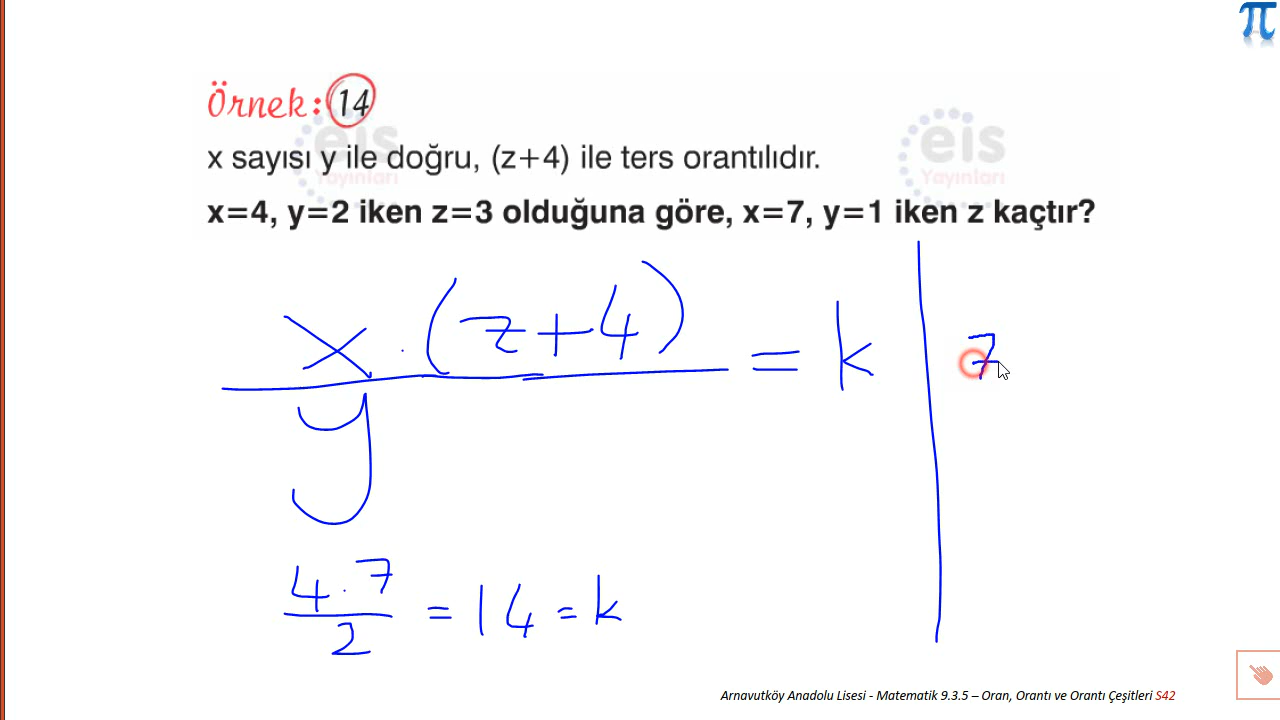 π
Örnek: 14
eis
Yayınları
eis
Yayınları
x sayısı y ile doğru, (z+4) ile ters orantılıdır.
x=4, y=2 iken z=3 olduğuna göre, x=7, y=1 iken z kaçtır?
x . (z+4)
= k
y
7
4 . 7
= 14 = k
2
Arnavutköy Anadolu Lisesi - Matematik 9.3.5 – Oran, Orantı ve Orantı Çeşitleri S42